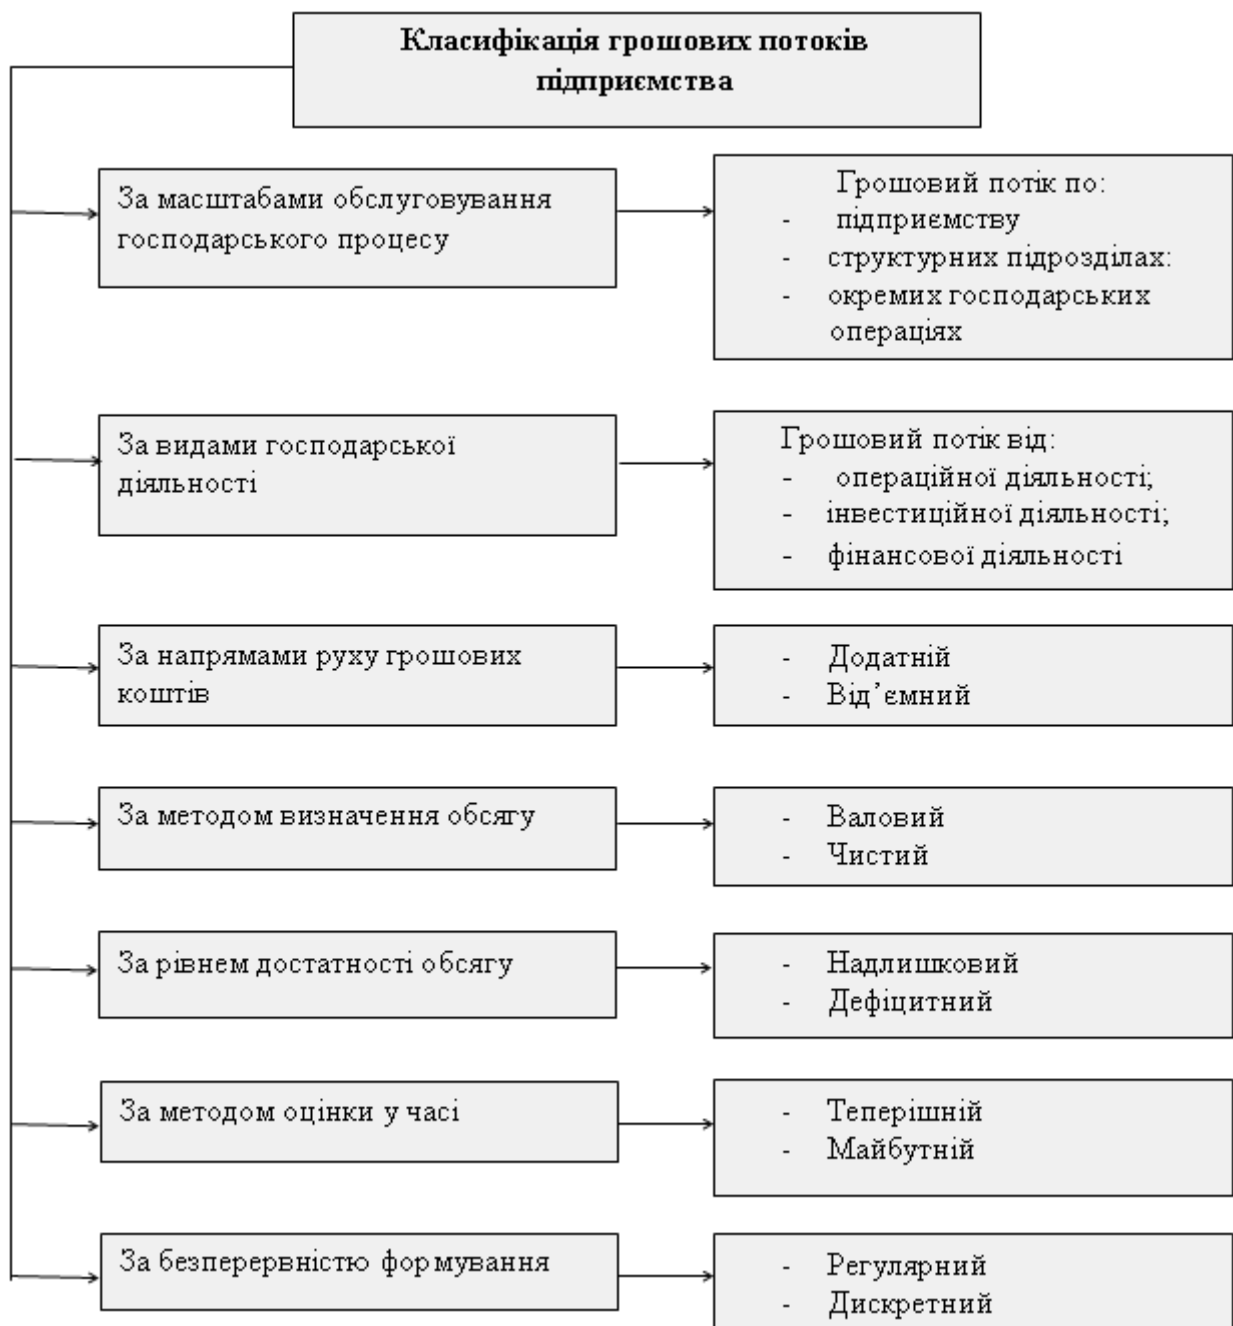 Класифікація грошових потоків
підприємства
За масштабами обслуговування
господарського процесу
Грошовий потік по:
- підприємству
- структурних підрозділах:
- окремих господарських
операціях
За видами господарської
діяльності
Грошовий потік від:
- операційної діяльності;
- інвестиційної діяльності;
- фінансової діяльності
За напрямами руху грошових
коштів
- Додатній
- Від’ємний
За методом визначення обсягу
- Валовий
- Чистий
За рівнем достатності обсягу
- Надлишковий
- Дефіцитний
За методом оцінки у часі
- Теперішній
- Майбутній
За безперервністю формування
- Регулярний
- Дискретний